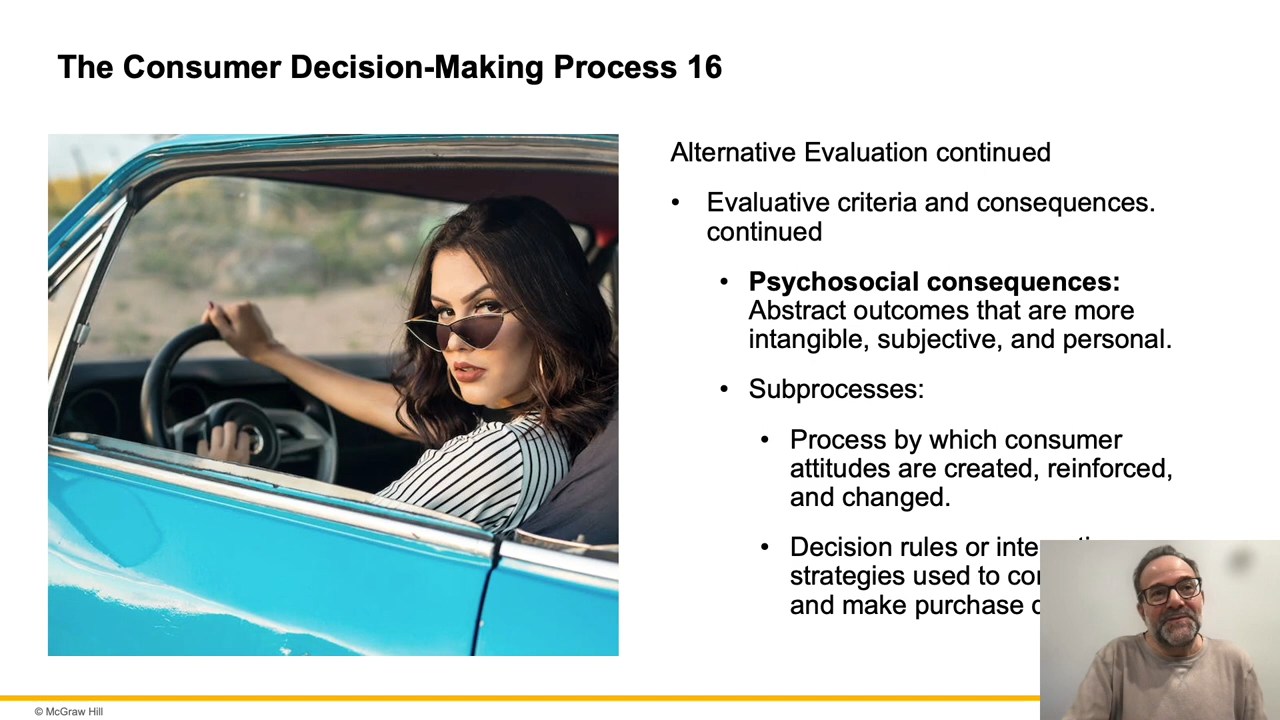 The Consumer Decision-Making Process 16
Alternative Evaluation continued
• Evaluative criteria and consequences.
continued
• Psychosocial consequences:
Abstract outcomes that are more
intangible, subjective, and personal.
• Subprocesses:
• Process by which consumer
attitudes are created, reinforced,
and changed.
• Decision rules or
strategies used to
and make purchase
© McGraw Hill